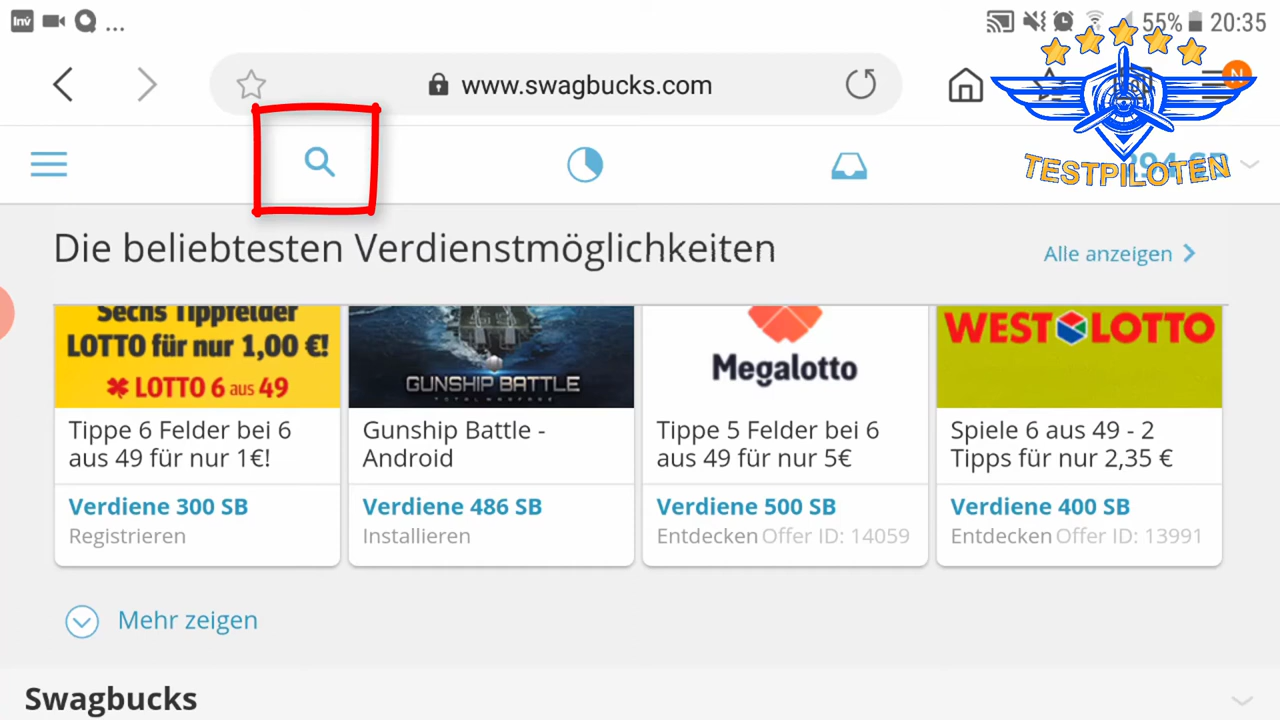 inv
...
55%
20:35
www.swagbucks.com
N
TESTPILOTEN
Die beliebtesten Verdienstmöglichkeiten
Alle anzeigen
Sechs Tippfelder
LOTTO für nur 1,00 €!
LOTTO 6 aus 49
GUNSHIP BATTLE
TOTAL WARFARE
Megalotto
WESTLOTTO
Tippe 6 Felder bei 6
aus 49 für nur 1€!
Gunship Battle -
Android
Tippe 5 Felder bei 6
aus 49 für nur 5€
Spiele 6 aus 49 - 2
Tipps für nur 2,35 €
Verdiene 300 SB
Verdiene 486 SB
Verdiene 500 SB
Verdiene 400 SB
Registrieren
Installieren
Entdecken Offer ID: 14059
Entdecken Offer ID: 13991
Mehr zeigen
Swagbucks